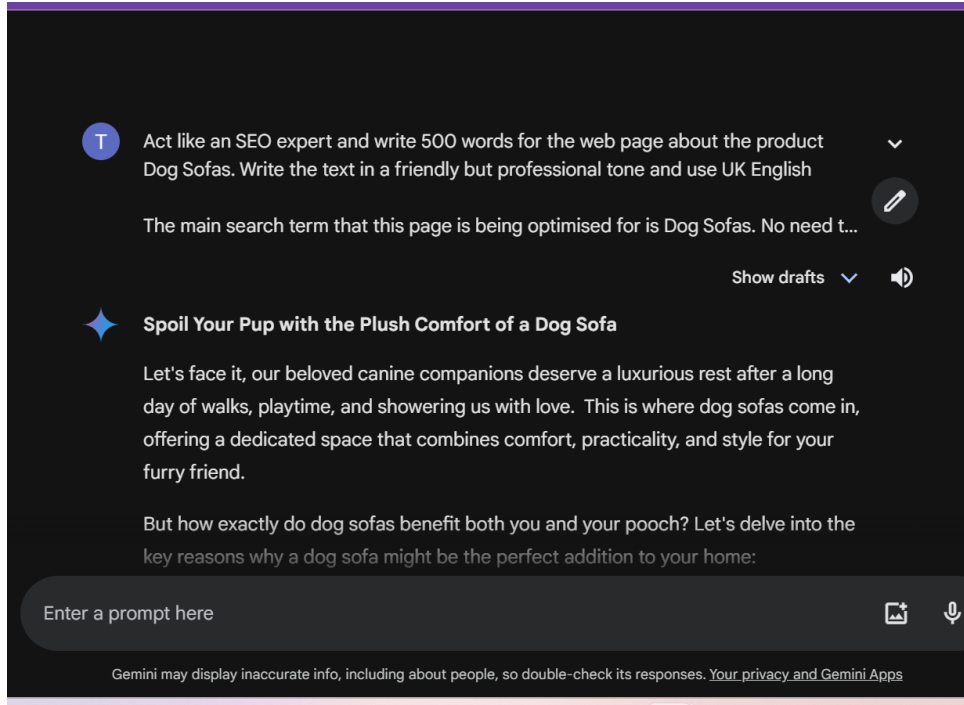 T
Act like an SEO expert and write 500 words for the web page about the product
Dog Sofas. Write the text in a friendly but professional tone and use UK English
The main search term that this page is being optimised for is Dog Sofas. No need t...
Show drafts
Spoil Your Pup with the Plush Comfort of a Dog Sofa
Let's face it, our beloved canine companions deserve a luxurious rest after a long
day of walks, playtime, and showering us with love. This is where dog sofas come in,
offering a dedicated space that combines comfort, practicality, and style for your
furry friend.
But how exactly do dog sofas benefit both you and your pooch? Let's delve into the
key reasons why a dog sofa might be the perfect addition to your home:
Enter a prompt here
Gemini may display inaccurate info, including about people, so double-check its responses. Your privacy and Gemini Apps